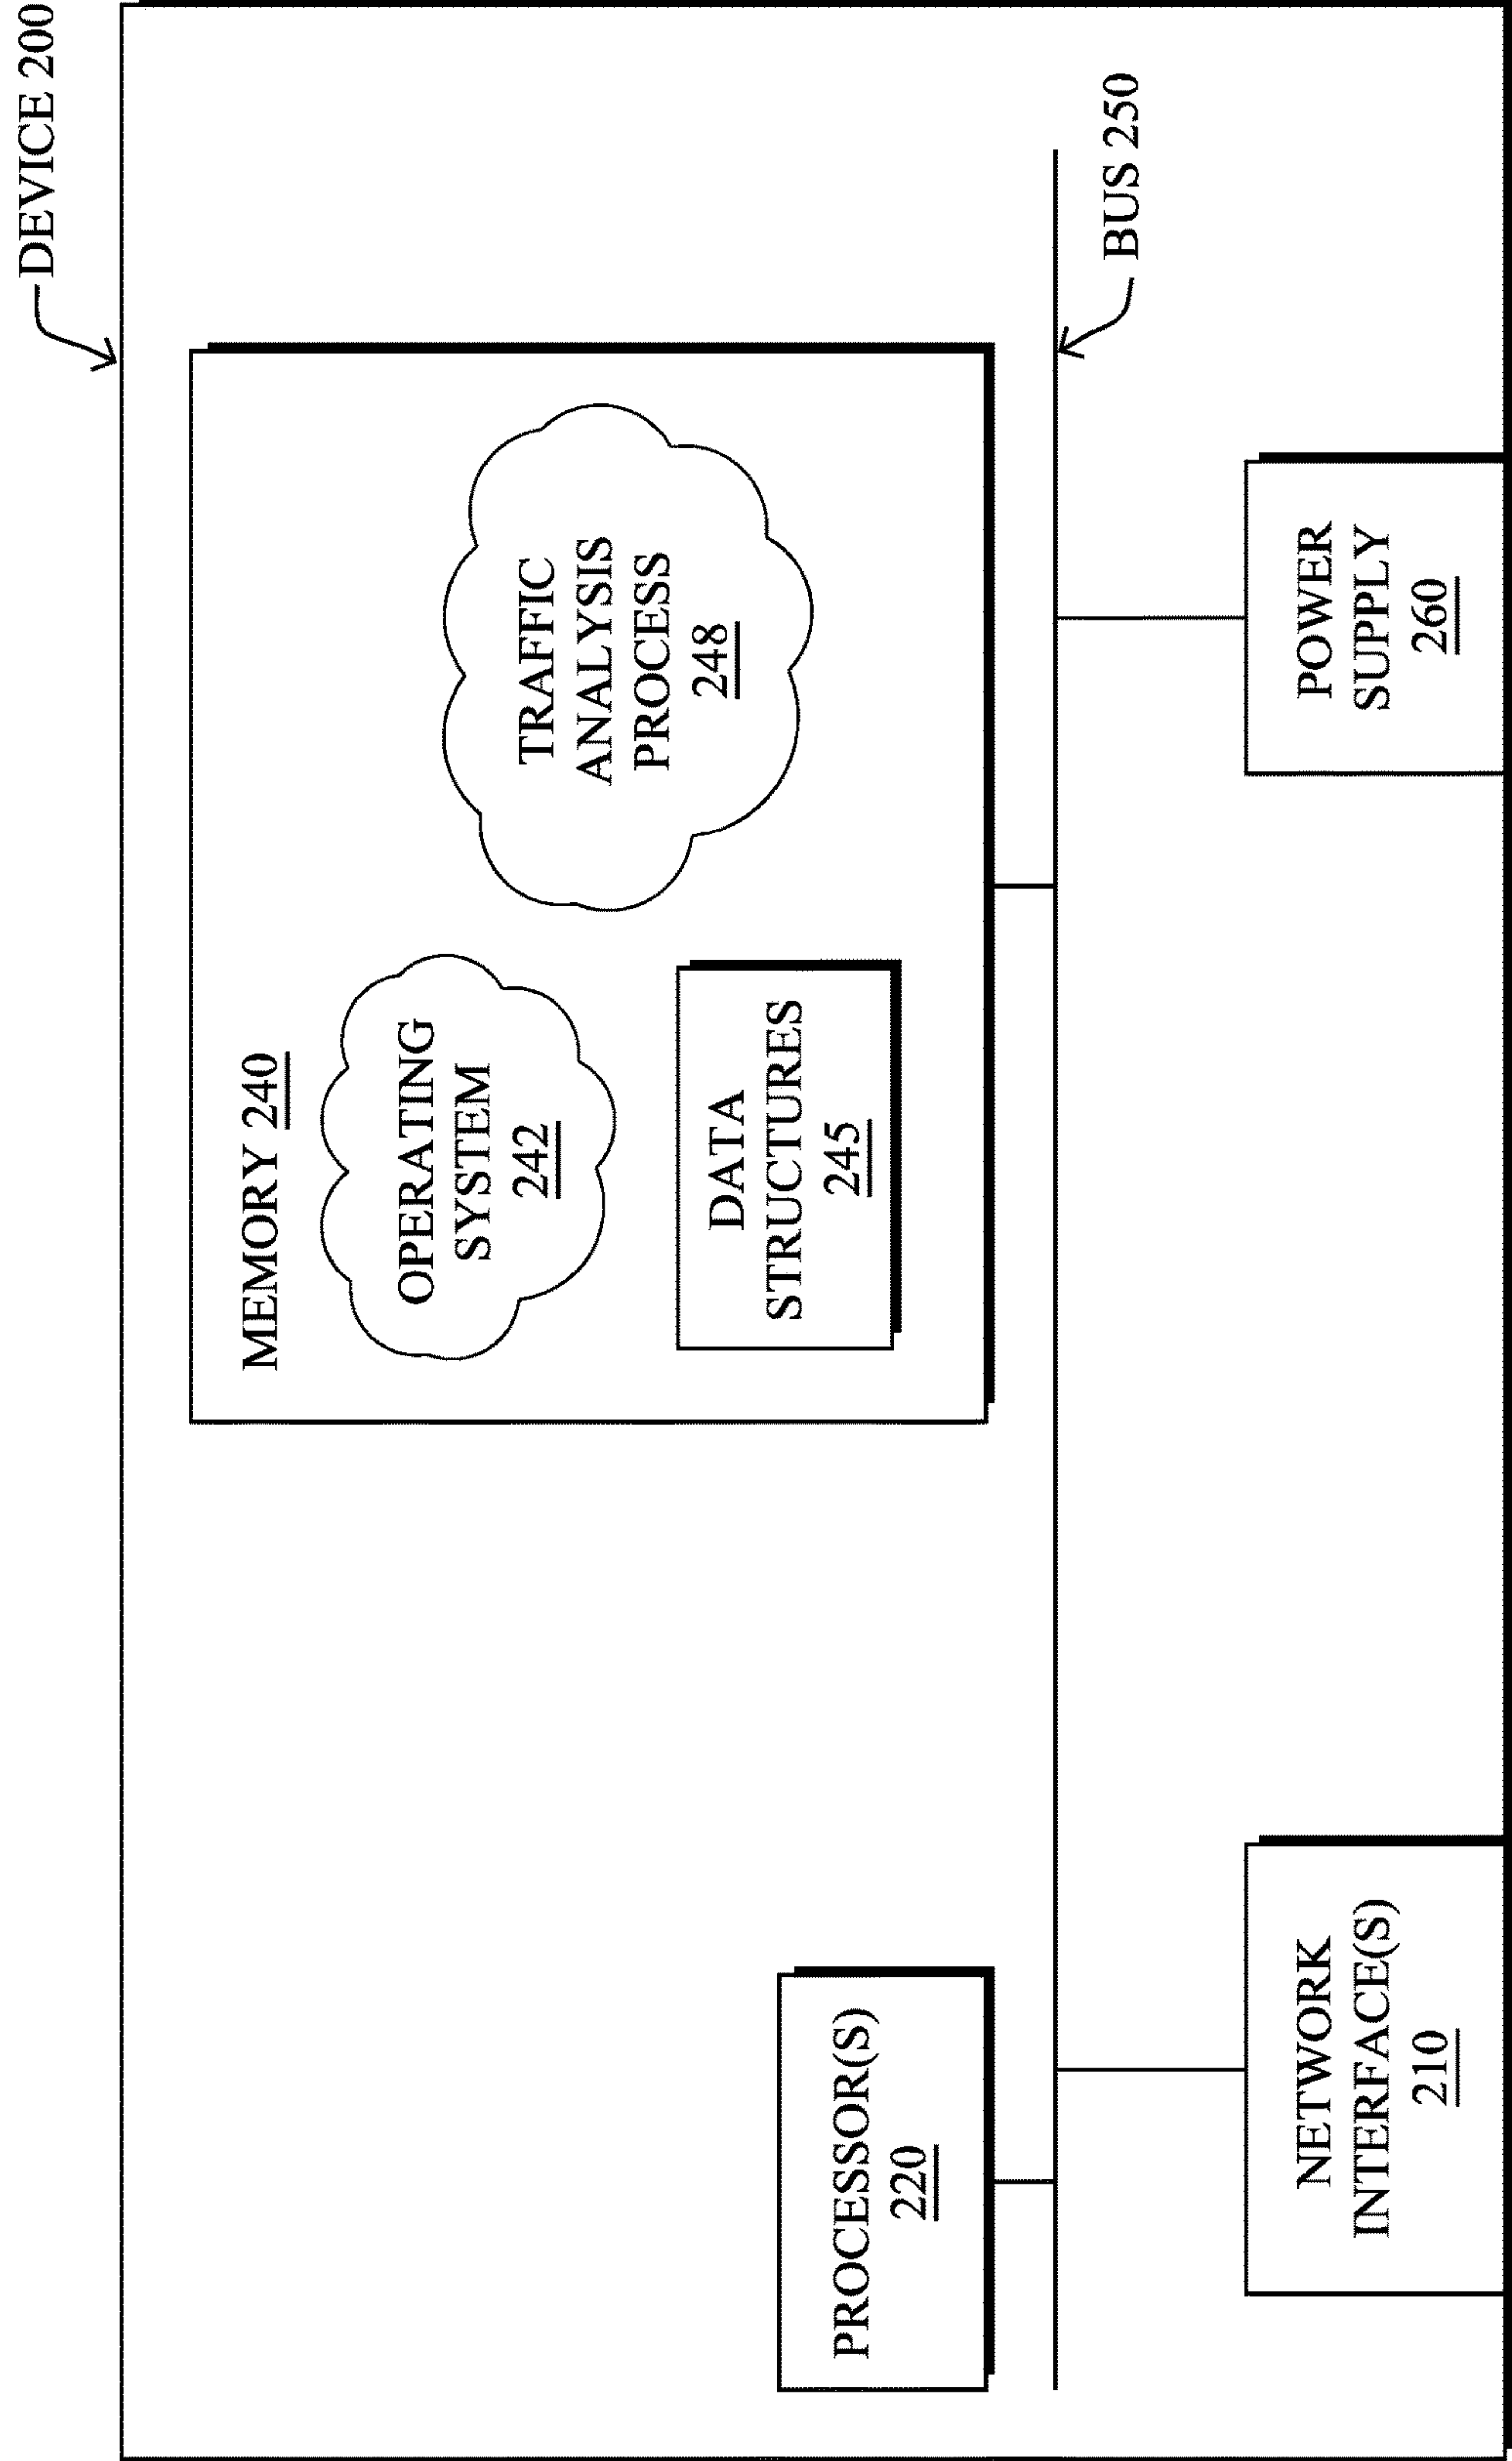 DEVICE 200
MEMORY 240
OPERATING
SYSTEM
242
DATA
STRUCTURES
245
TRAFFIC
ANALYSIS
PROCESS
248
PROCESSOR(S)
220
BUS 250
NETWORK
INTERFACE(S)
210
POWER
SUPPLY
260